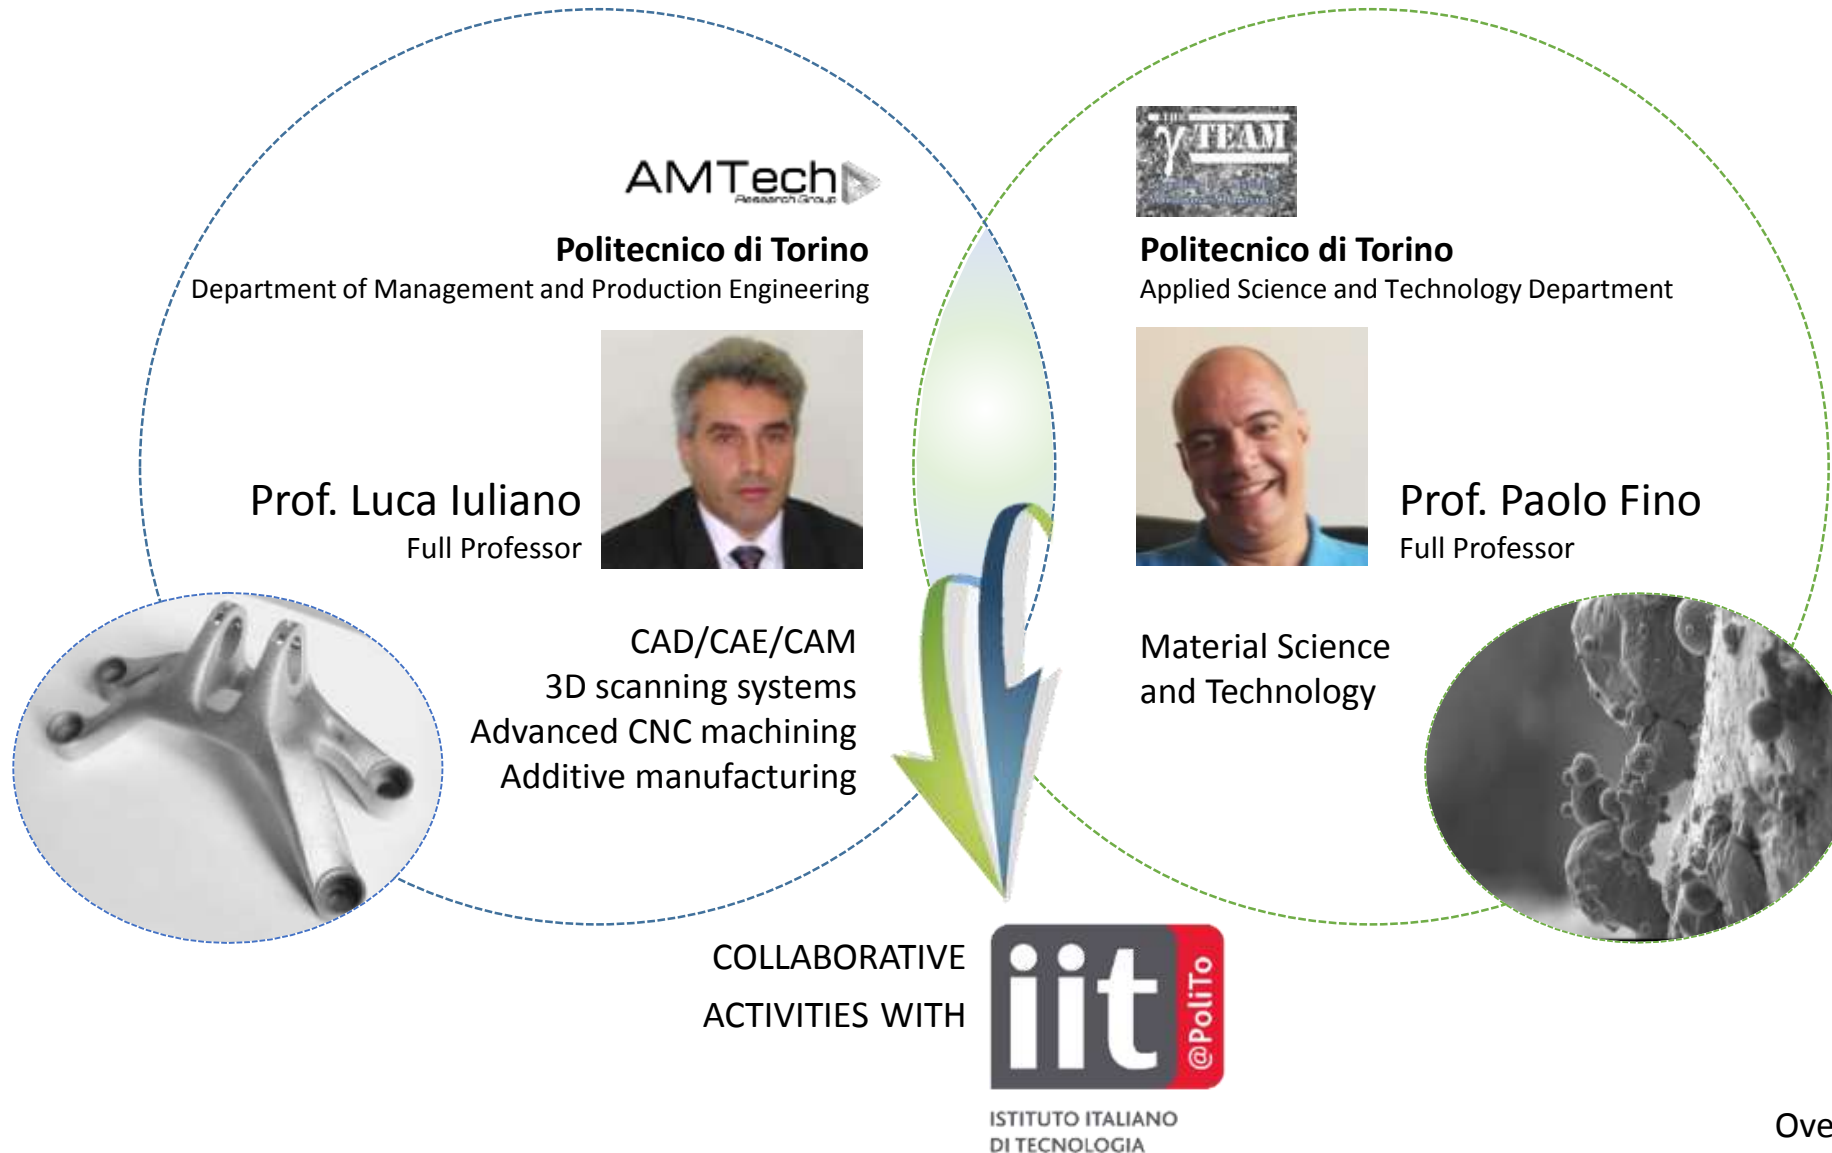 AMTech
Research Group
Politecnico di Torino
Department of Management and Production Engineering
Prof. Luca Iuliano
Full Professor
CAD/CAE/CAM
3D scanning systems
Advanced CNC machining
Additive manufacturing
THE
γ TEAM
Politecnico di Torino
Applied Science and Technology Department
Prof. Paolo Fino
Full Professor
Material Science
and Technology
COLLABORATIVE
ACTIVITIES WITH
iit
@PoliTo
ISTITUTO ITALIANO
DI TECNOLOGIA
Ove